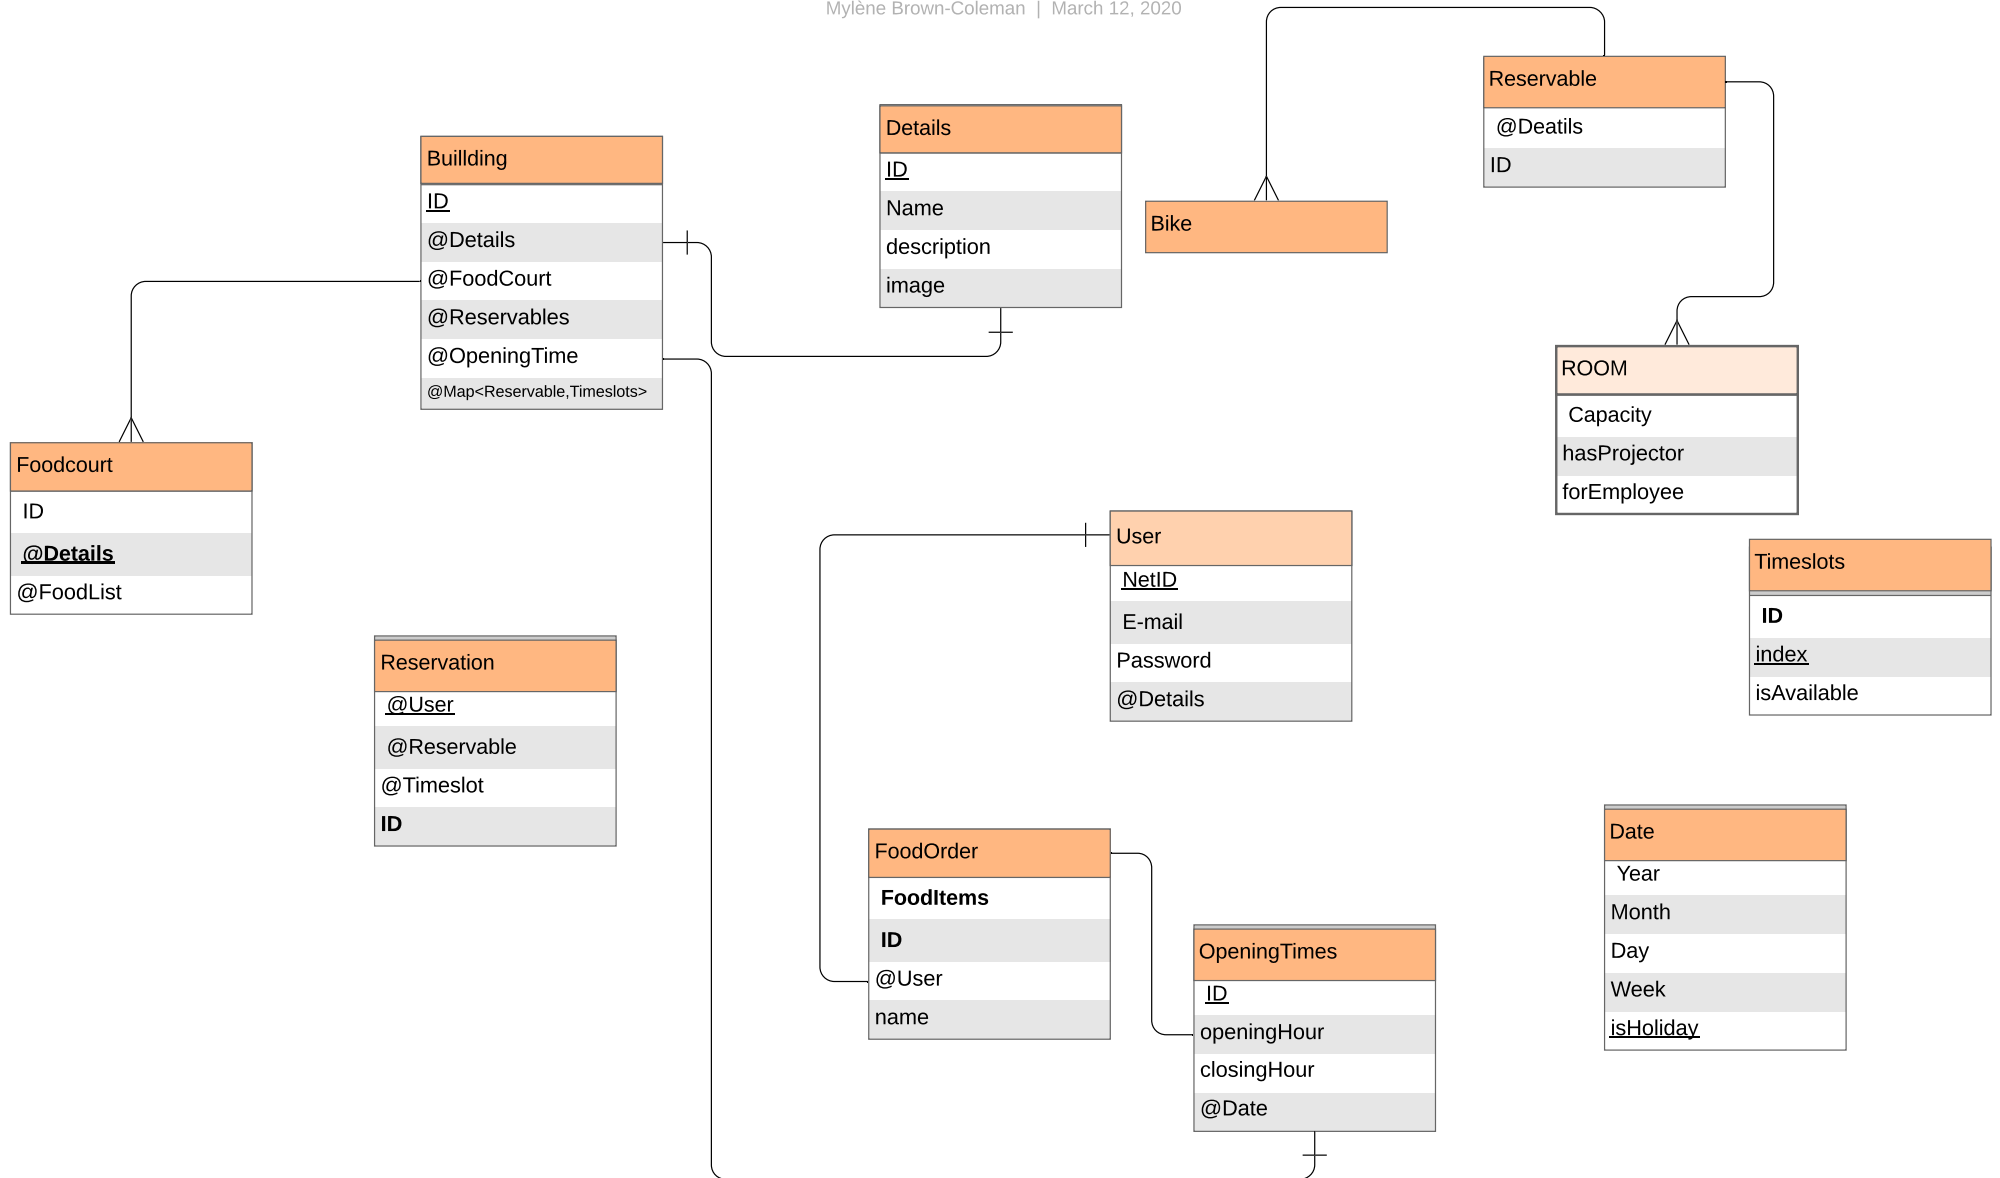 Mylène Brown-Coleman | March 12, 2020
Reservable
@Deatils
ID
Details
ID
Name
description
image
Buillding
ID
@Details
@FoodCourt
@Reservables
@OpeningTime
@Map<Reservable,Timeslots>
Bike
ROOM
Capacity
hasProjector
forEmployee
Foodcourt
ID
@Details
@FoodList
User
NetID
E-mail
Password
@Details
Timeslots
ID
index
isAvailable
Reservation
@User
@Reservable
@Timeslot
ID
FoodOrder
FoodItems
ID
@User
name
Date
Year
Month
Day
Week
isHoliday
OpeningTimes
ID
openingHour
closingHour
@Date